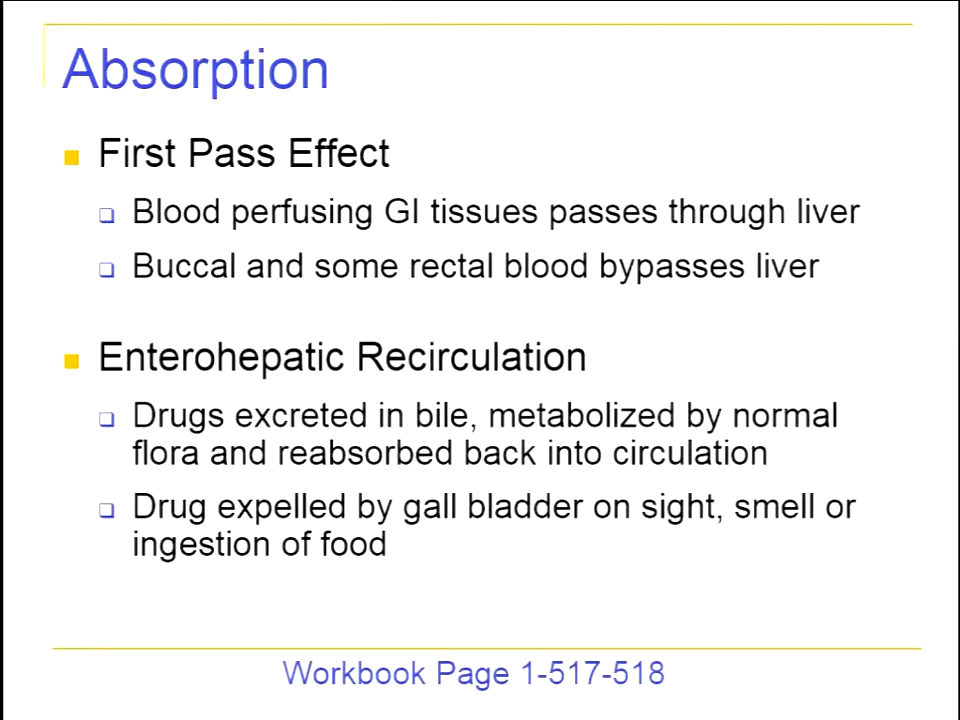 Absorption
First Pass Effect
Blood perfusing GI tissues passes through liver
Buccal and some rectal blood bypasses liver
Enterohepatic Recirculation
Drugs excreted in bile, metabolized by normal
flora and reabsorbed back into circulation
Drug expelled by gall bladder on sight, smell or
ingestion of food
Workbook Page 1-517-518